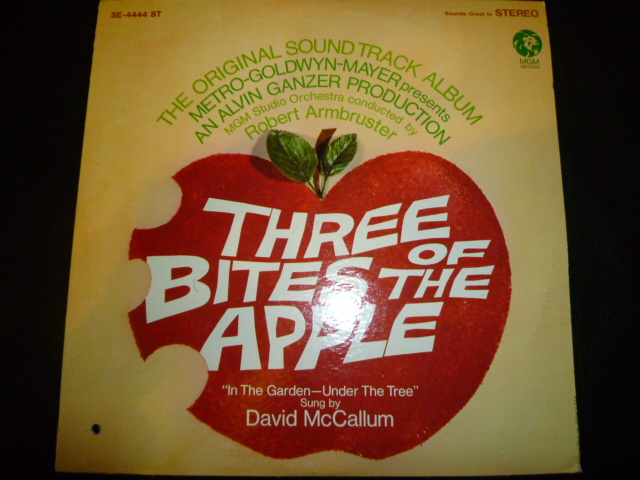 SE-4444 ST
Sounds Great in STEREO
MGM
RECORDS
THE ORIGINAL SOUND TRACK ALBUM
METRO-GOLDWYN-MAYER presents
AN ALVIN GANZER PRODUCTION
MGM Studio Orchestra conducted by
Robert Armbruster
THREE
BITES OF THE
APPLE
"In The Garden—Under The Tree"
Sung by
David McCallum